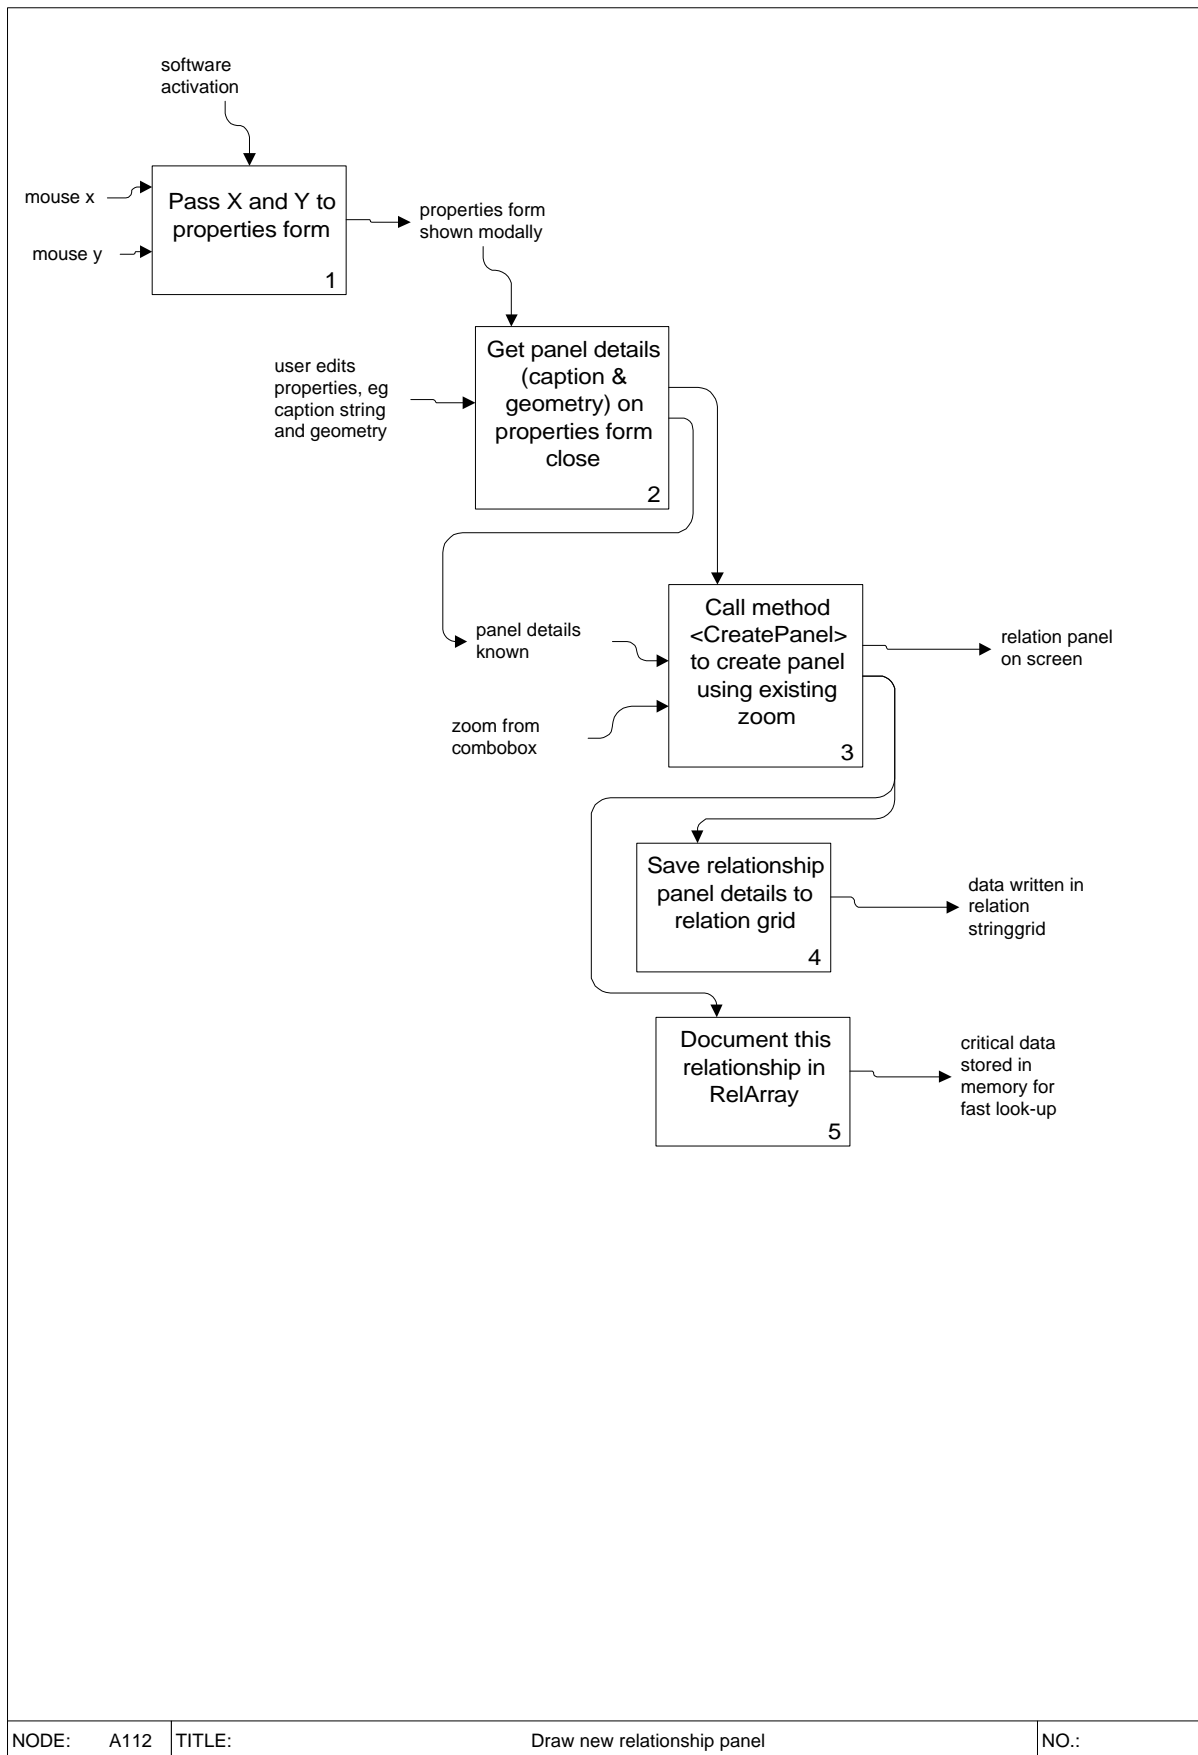 software
activation
mouse x
mouse y
Pass X and Y to
properties form
1
properties form
shown modally
user edits
properties, eg
caption string
and geometry
Get panel details
(caption &
geometry) on
properties form
close
2
panel details
known
zoom from
combobox
Call method
<CreatePanel>
to create panel
using existing
zoom
3
relation panel
on screen
Save relationship
panel details to
relation grid
4
data written in
relation
stringgrid
Document this
relationship in
RelArray
5
critical data
stored in
memory for
fast look-up
NODE: A112 TITLE: Draw new relationship panel NO.: